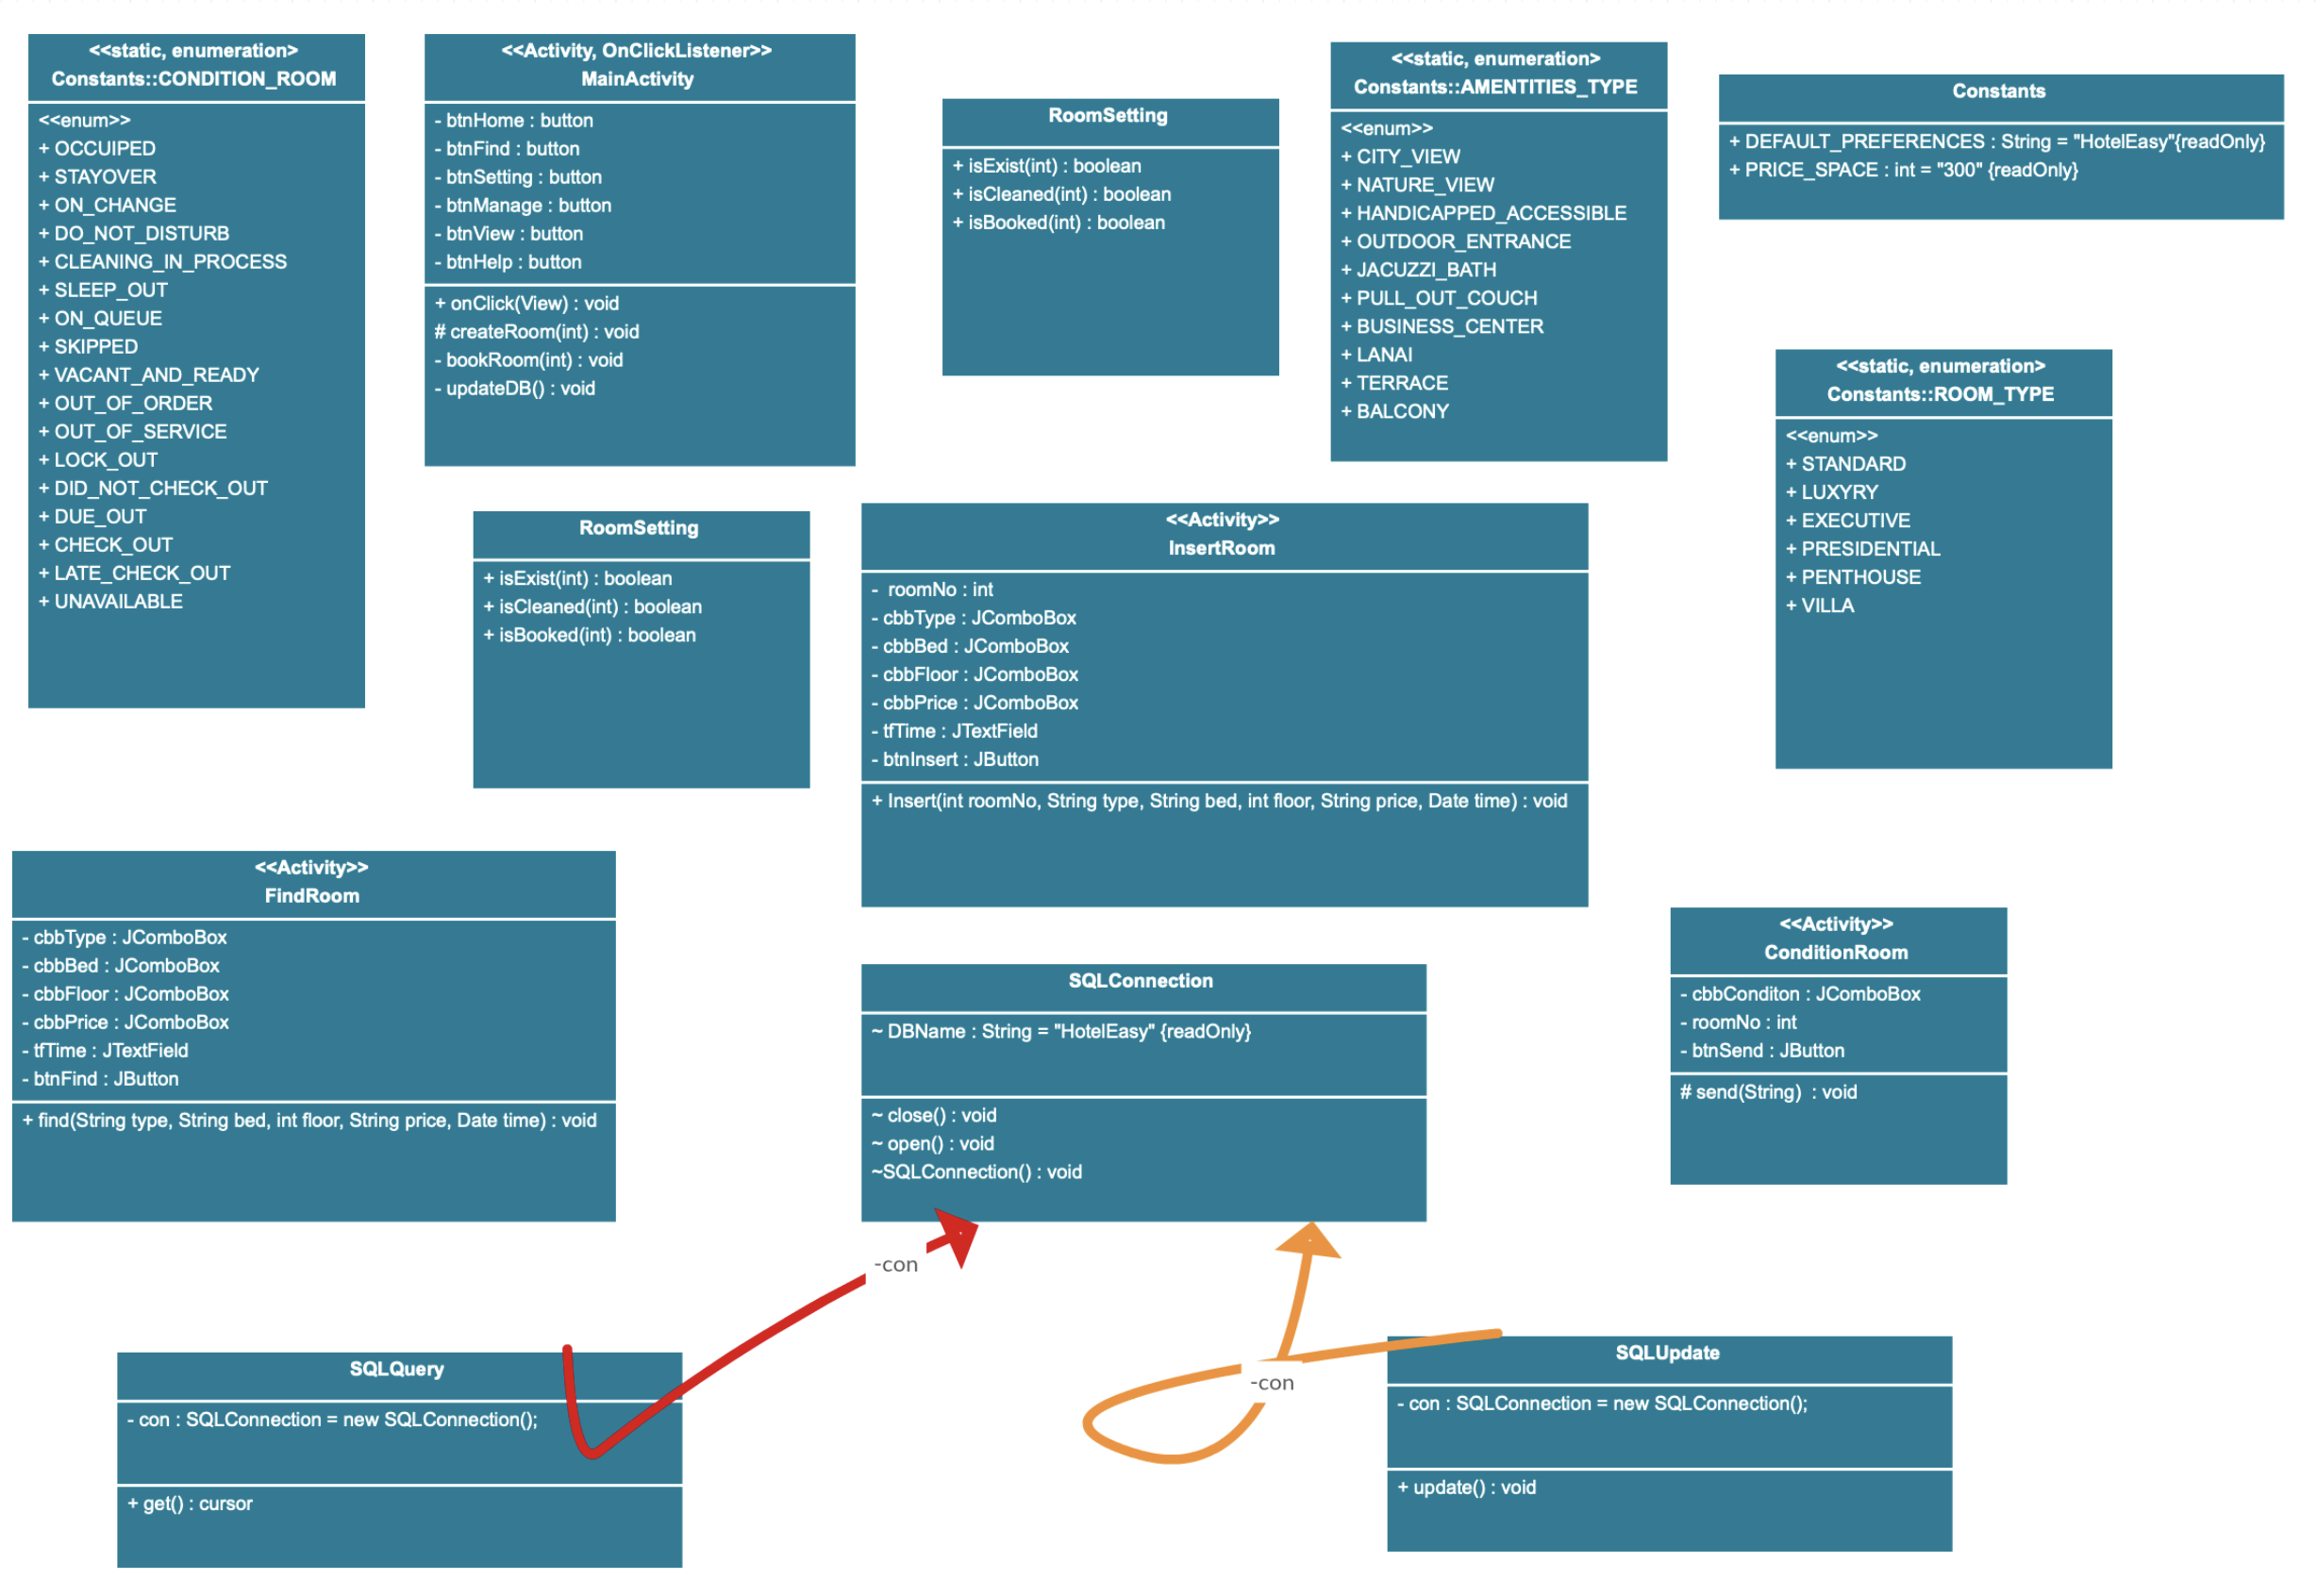 <<static, enumeration>
Constants::CONDITION_ROOM
<<enum>>
+ OCCUIPED
+ STAYOVER
+ ON_CHANGE
+ DO_NOT_DISTURB
+ CLEANING_IN_PROCESS
+ SLEEP_OUT
+ ON_QUEUE
+ SKIPPED
+ VACANT_AND_READY
+ OUT_OF_ORDER
+ OUT_OF_SERVICE
+ LOCK_OUT
+ DID_NOT_CHECK_OUT
+ DUE_OUT
+ CHECK_OUT
+ LATE_CHECK_OUT
+ UNAVAILABLE
<<Activity, OnClickListener>>
MainActivity
- btnHome : button
- btnFind : button
- btnSetting : button
- btnManage : button
- btnView : button
- btnHelp : button
+ onClick(View) : void
# createRoom(int) : void
- bookRoom(int) : void
- updateDB() : void
RoomSetting
+ isExist(int) : boolean
+ isCleaned(int) : boolean
+ isBooked(int) : boolean
<<static, enumeration>
Constants::AMENTITIES_TYPE
<<enum>>
+ CITY_VIEW
+ NATURE_VIEW
+ HANDICAPPED_ACCESSIBLE
+ OUTDOOR_ENTRANCE
+ JACUZZI_BATH
+ PULL_OUT_COUCH
+ BUSINESS_CENTER
+ LANAI
+ TERRACE
+ BALCONY
Constants
+ DEFAULT_PREFERENCES : String = "HotelEasy"{readOnly}
+ PRICE_SPACE : int = "300" {readOnly}
<<static, enumeration>
Constants::ROOM_TYPE
<<enum>>
+ STANDARD
+ LUXYRY
+ EXECUTIVE
+ PRESIDENTIAL
+ PENTHOUSE
+ VILLA
RoomSetting
+ isExist(int) : boolean
+ isCleaned(int) : boolean
+ isBooked(int) : boolean
<<Activity>>
InsertRoom
- roomNo : int
- cbbType : JComboBox
- cbbBed : JComboBox
- cbbFloor : JComboBox
- cbbPrice : JComboBox
- tfTime : JTextField
- btnInsert : JButton
+ Insert(int roomNo, String type, String bed, int floor, String price, Date time) : void
<<Activity>>
FindRoom
- cbbType : JComboBox
- cbbBed : JComboBox
- cbbFloor : JComboBox
- cbbPrice : JComboBox
- tfTime : JTextField
- btnFind : JButton
+ find(String type, String bed, int floor, String price, Date time) : void
SQLConnection
~ DBName : String = "HotelEasy" {readOnly}
~ close() : void
~ open() : void
~SQLConnection() : void
<<Activity>>
ConditionRoom
- cbbConditon : JComboBox
- roomNo : int
- btnSend : JButton
# send(String) : void
-con
-con
SQLQuery
- con : SQLConnection = new SQLConnection();
+ get() : cursor
SQLUpdate
- con : SQLConnection = new SQLConnection();
+ update() : void